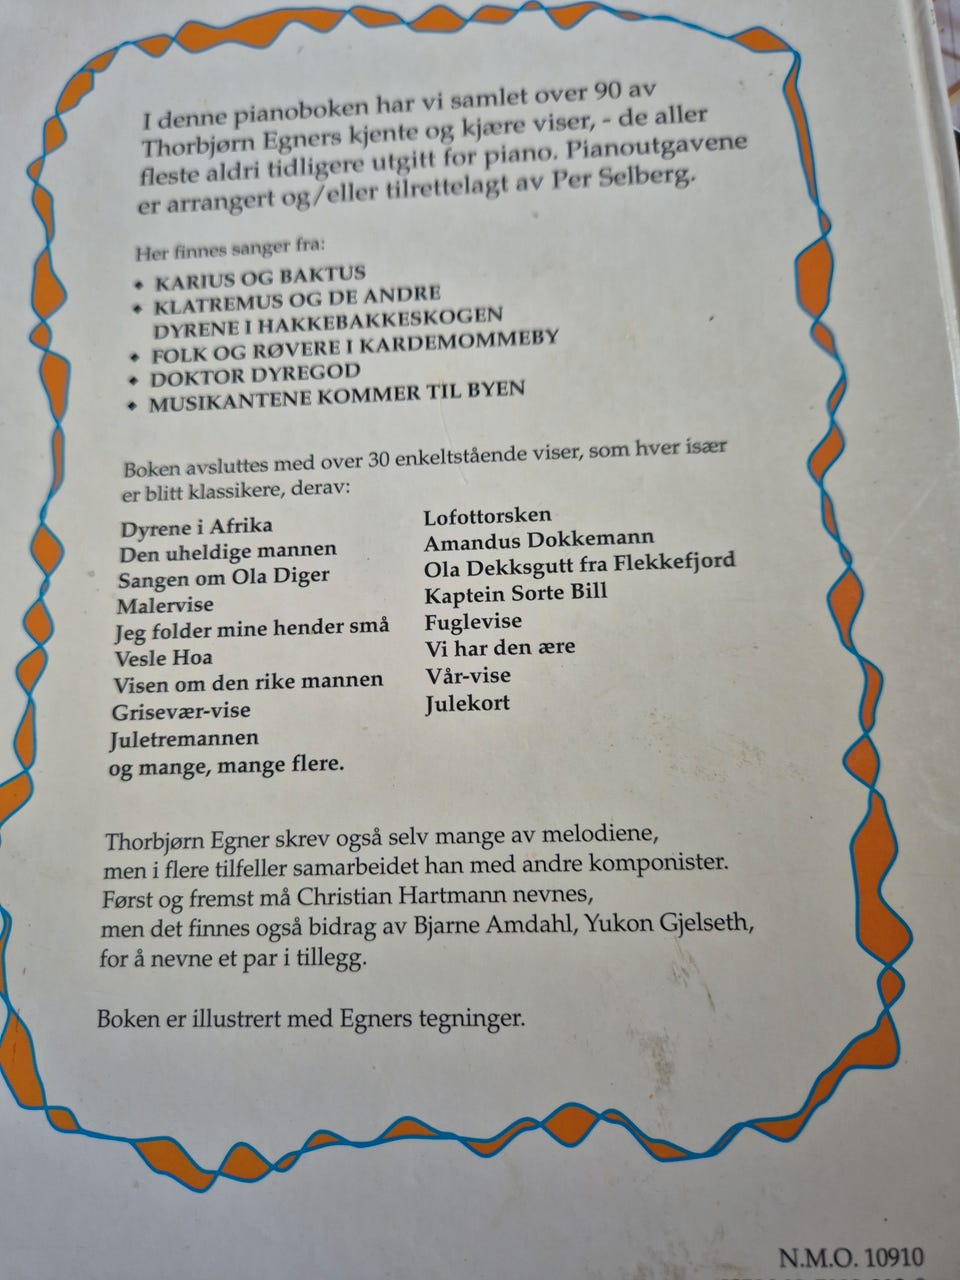 I denne pianoboken har vi samlet over 90 av
Thorbjørn Egners kjente og kjære viser, - de aller
fleste aldri tidligere utgitt for piano. Pianoutgavene
er arrangert og/eller tilrettelagt av Per Selberg.
Her finnes sanger fra:
◆ KARIUS OG BAKTUS
◆ KLATREMUS OG DE ANDRE
DYRENE I HAKKEBAKKESKOGEN
◆ FOLK OG RØVERE I KARDEMOMMEBY
◆ DOKTOR DYREGOD
◆ MUSIKANTENE KOMMER TIL BYEN
Boken avsluttes med over 30 enkeltstående viser, som hver især
er blitt klassikere, derav:
Dyrene i Afrika
Den uheldige mannen
Sangen om Ola Diger
Malervise
Jeg folder mine hender små
Vesle Hoa
Visen om den rike mannen
Grisevær-vise
Juletremannen
og mange, mange flere.
Lofottorsken
Amandus Dokkemann
Ola Dekksgutt fra Flekkefjord
Kaptein Sorte Bill
Fuglevise
Vi har den ære
Vår-vise
Julekort
Thorbjørn Egner skrev også selv mange av melodiene,
men i flere tilfeller samarbeidet han med andre komponister.
Først og fremst må Christian Hartmann nevnes,
men det finnes også bidrag av Bjarne Amdahl, Yukon Gjelseth,
for å nevne et par i tillegg.
Boken er illustrert med Egners tegninger.
N.M.O. 10910